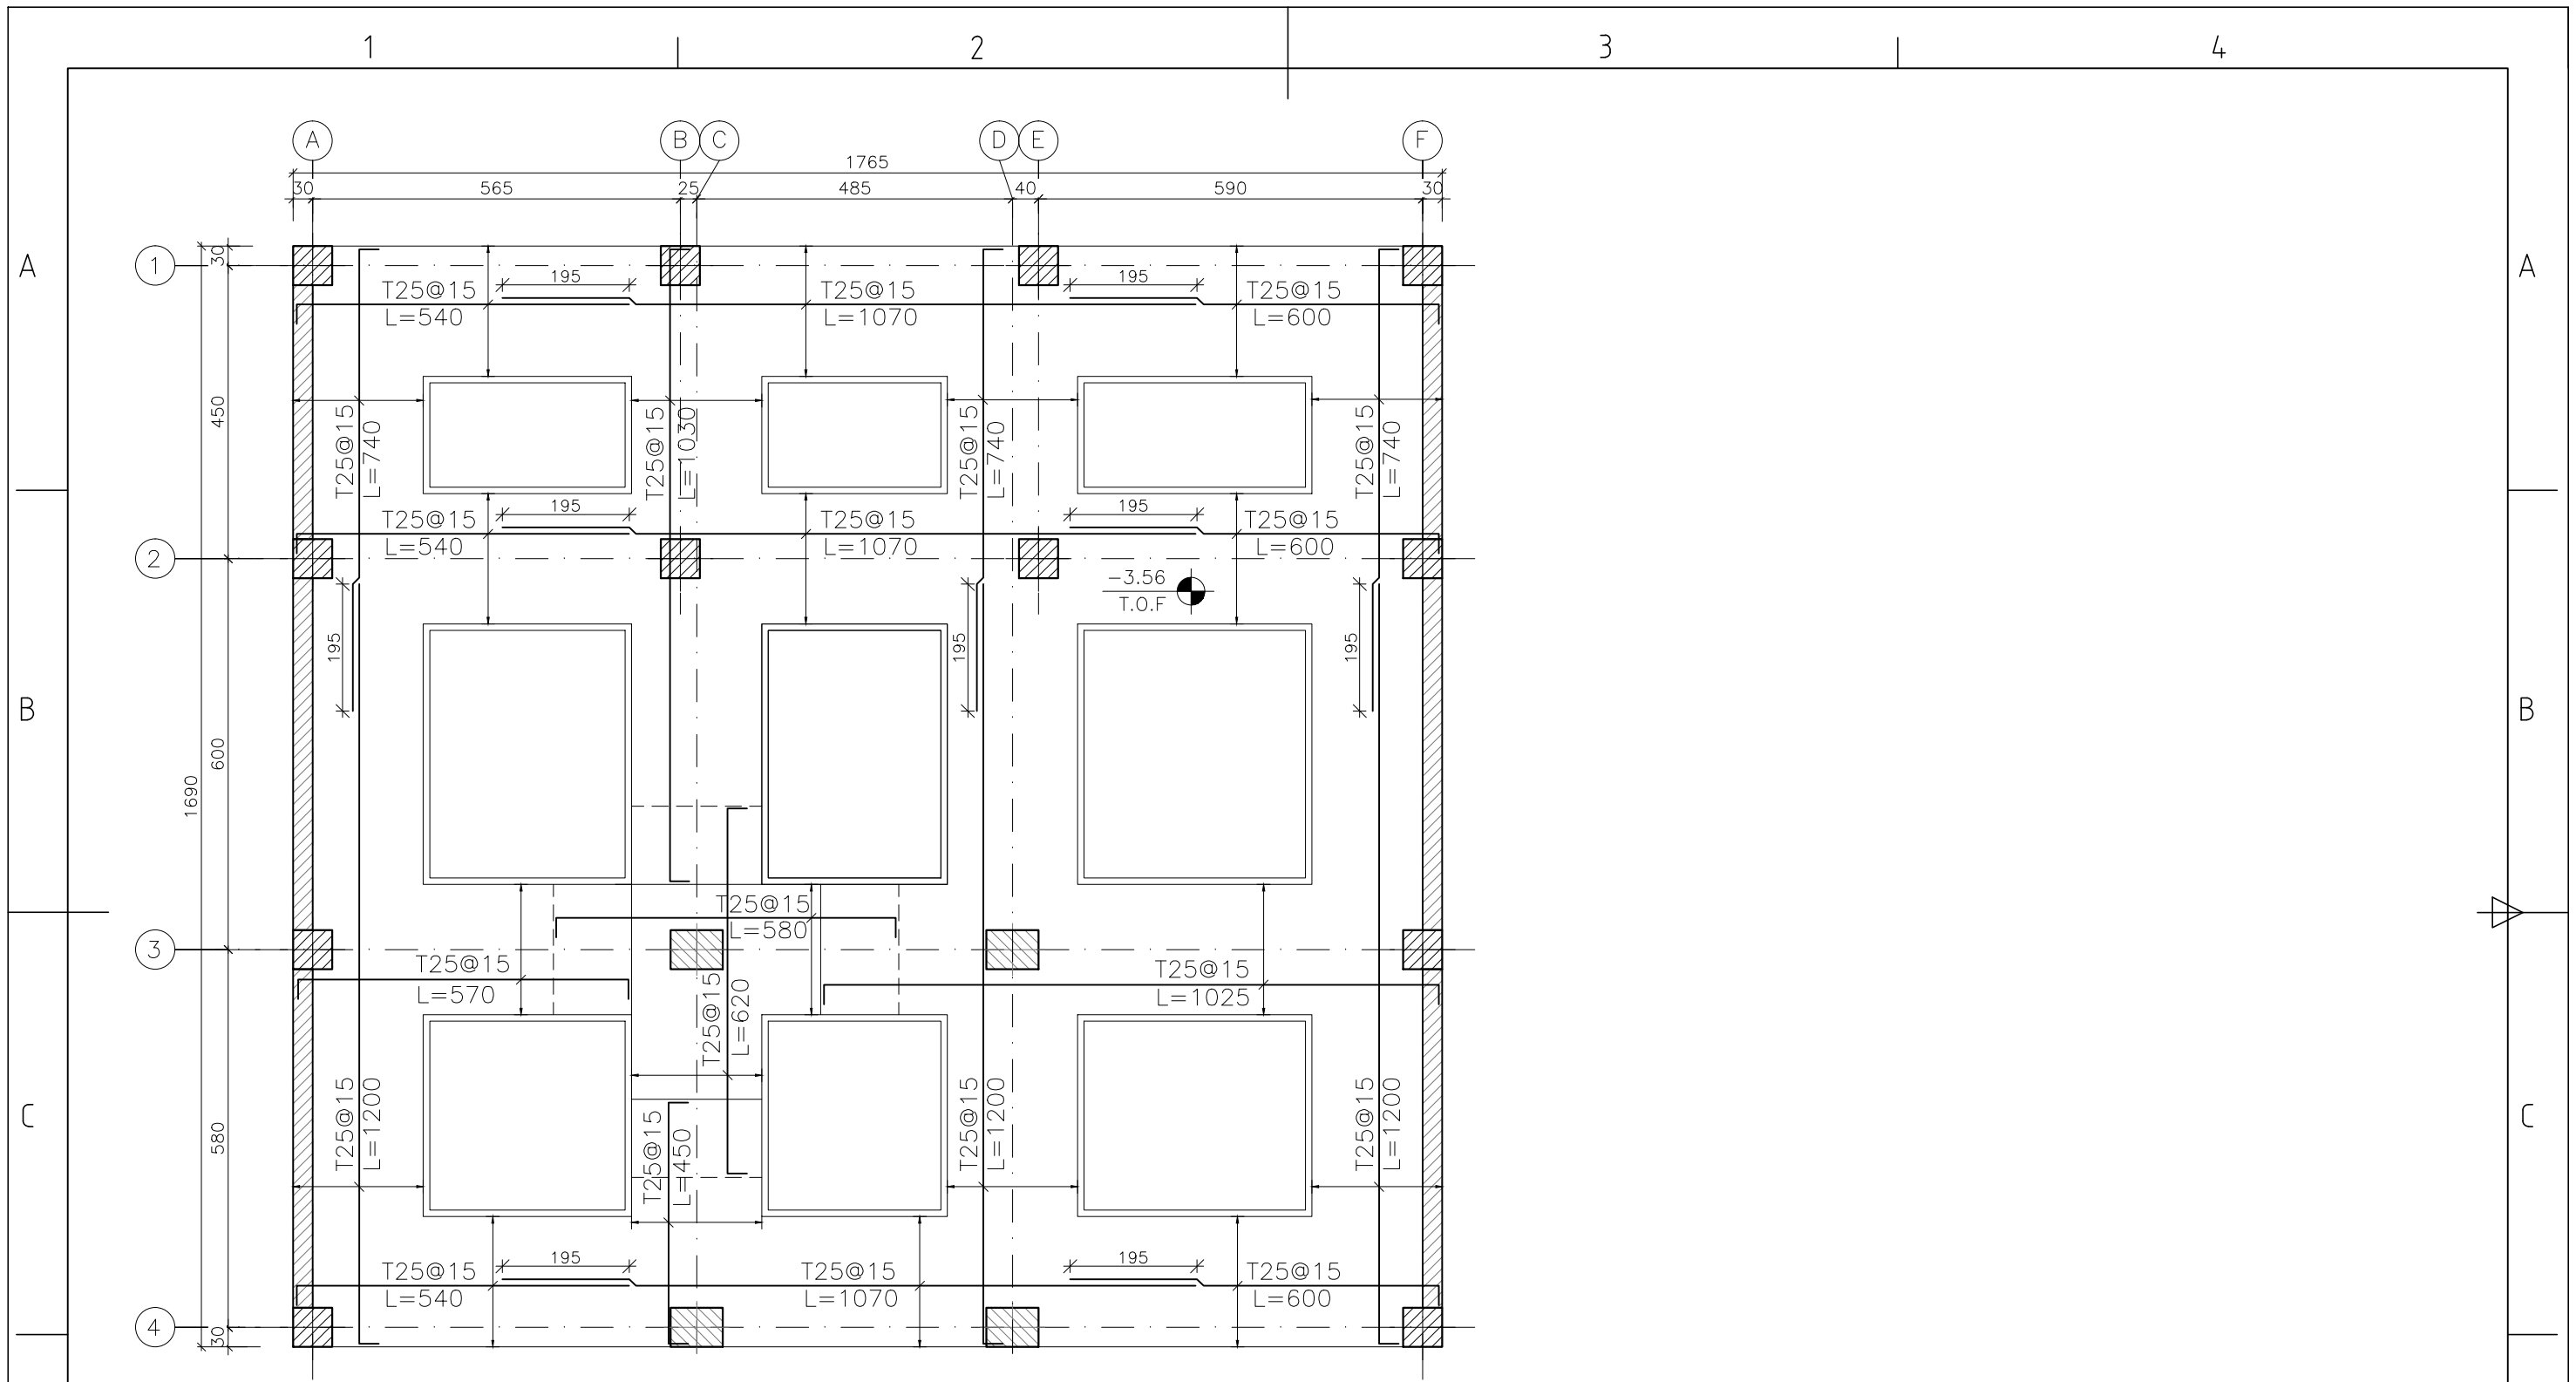 1 2 3 4
A B C D E F
1765
30 565 25 485 40 590 30
A A
1
30
195 195
T25@15 T25@15 T25@15
L=540 L=1070 L=600
450
T25@15 L=740
T25@15 L=1030
T25@15 L=740
T25@15 L=740
195 195
T25@15 T25@15 T25@15
L=540 L=1070 L=600
2
-3.56
T.O.F
195 195 195
B B
600
1690
T25@15
L=580
3
T25@15
L=570
T25@15
L=1025
T25@15 L=620
T25@15 L=1200
T25@15 L=450
T25@15 L=1200
T25@15 L=1200
C C
580
195 195
T25@15 T25@15 T25@15
L=540 L=1070 L=600
4
30